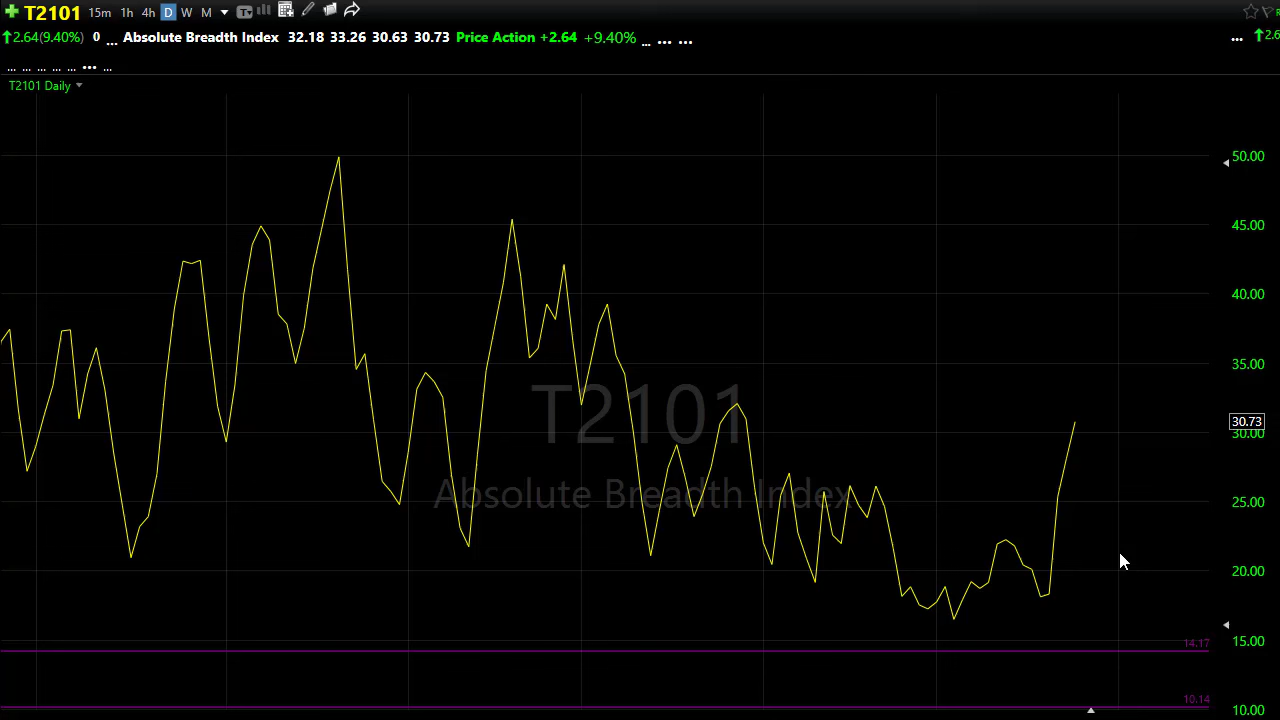 T2101 15m 1h 4h D W M T
2.64(9.40%) 0 ... Absolute Breadth Index 32.18 33.26 30.63 30.73 Price Action +2.64 +9.40% ... ... ... ... 2.6
... ... ... ... ... ... ...
T2101 Daily
50.00
45.00
40.00
35.00
T2101
30.73
30.00
Absolute Breadth Index
25.00
20.00
15.00
14.17
10.14
10.00